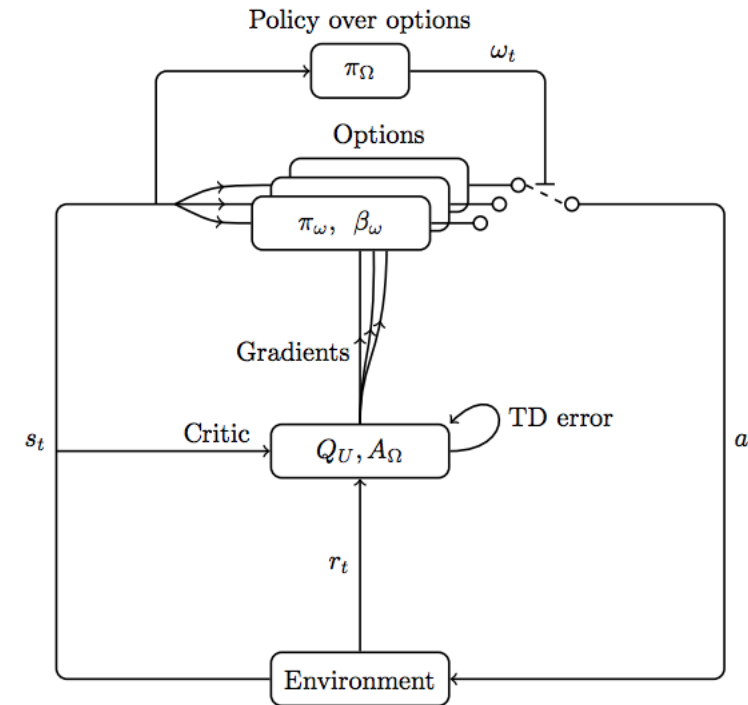 Policy over options
π_Ω
ω_t
Options
π_ω, β_ω
Gradients
s_t
Critic
Q_U, A_Ω
TD error
a
r_t
Environment